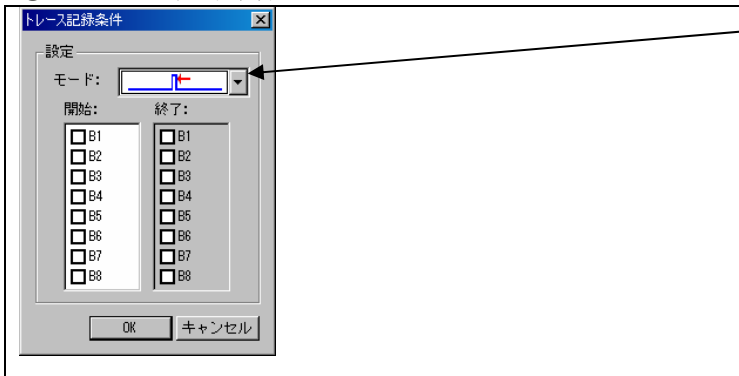 トレース記録条件
設定
モード:
開始: 終了:
B1 B1
B2 B2
B3 B3
B4 B4
B5 B5
B6 B6
B7 B7
B8 B8
OK キャンセル